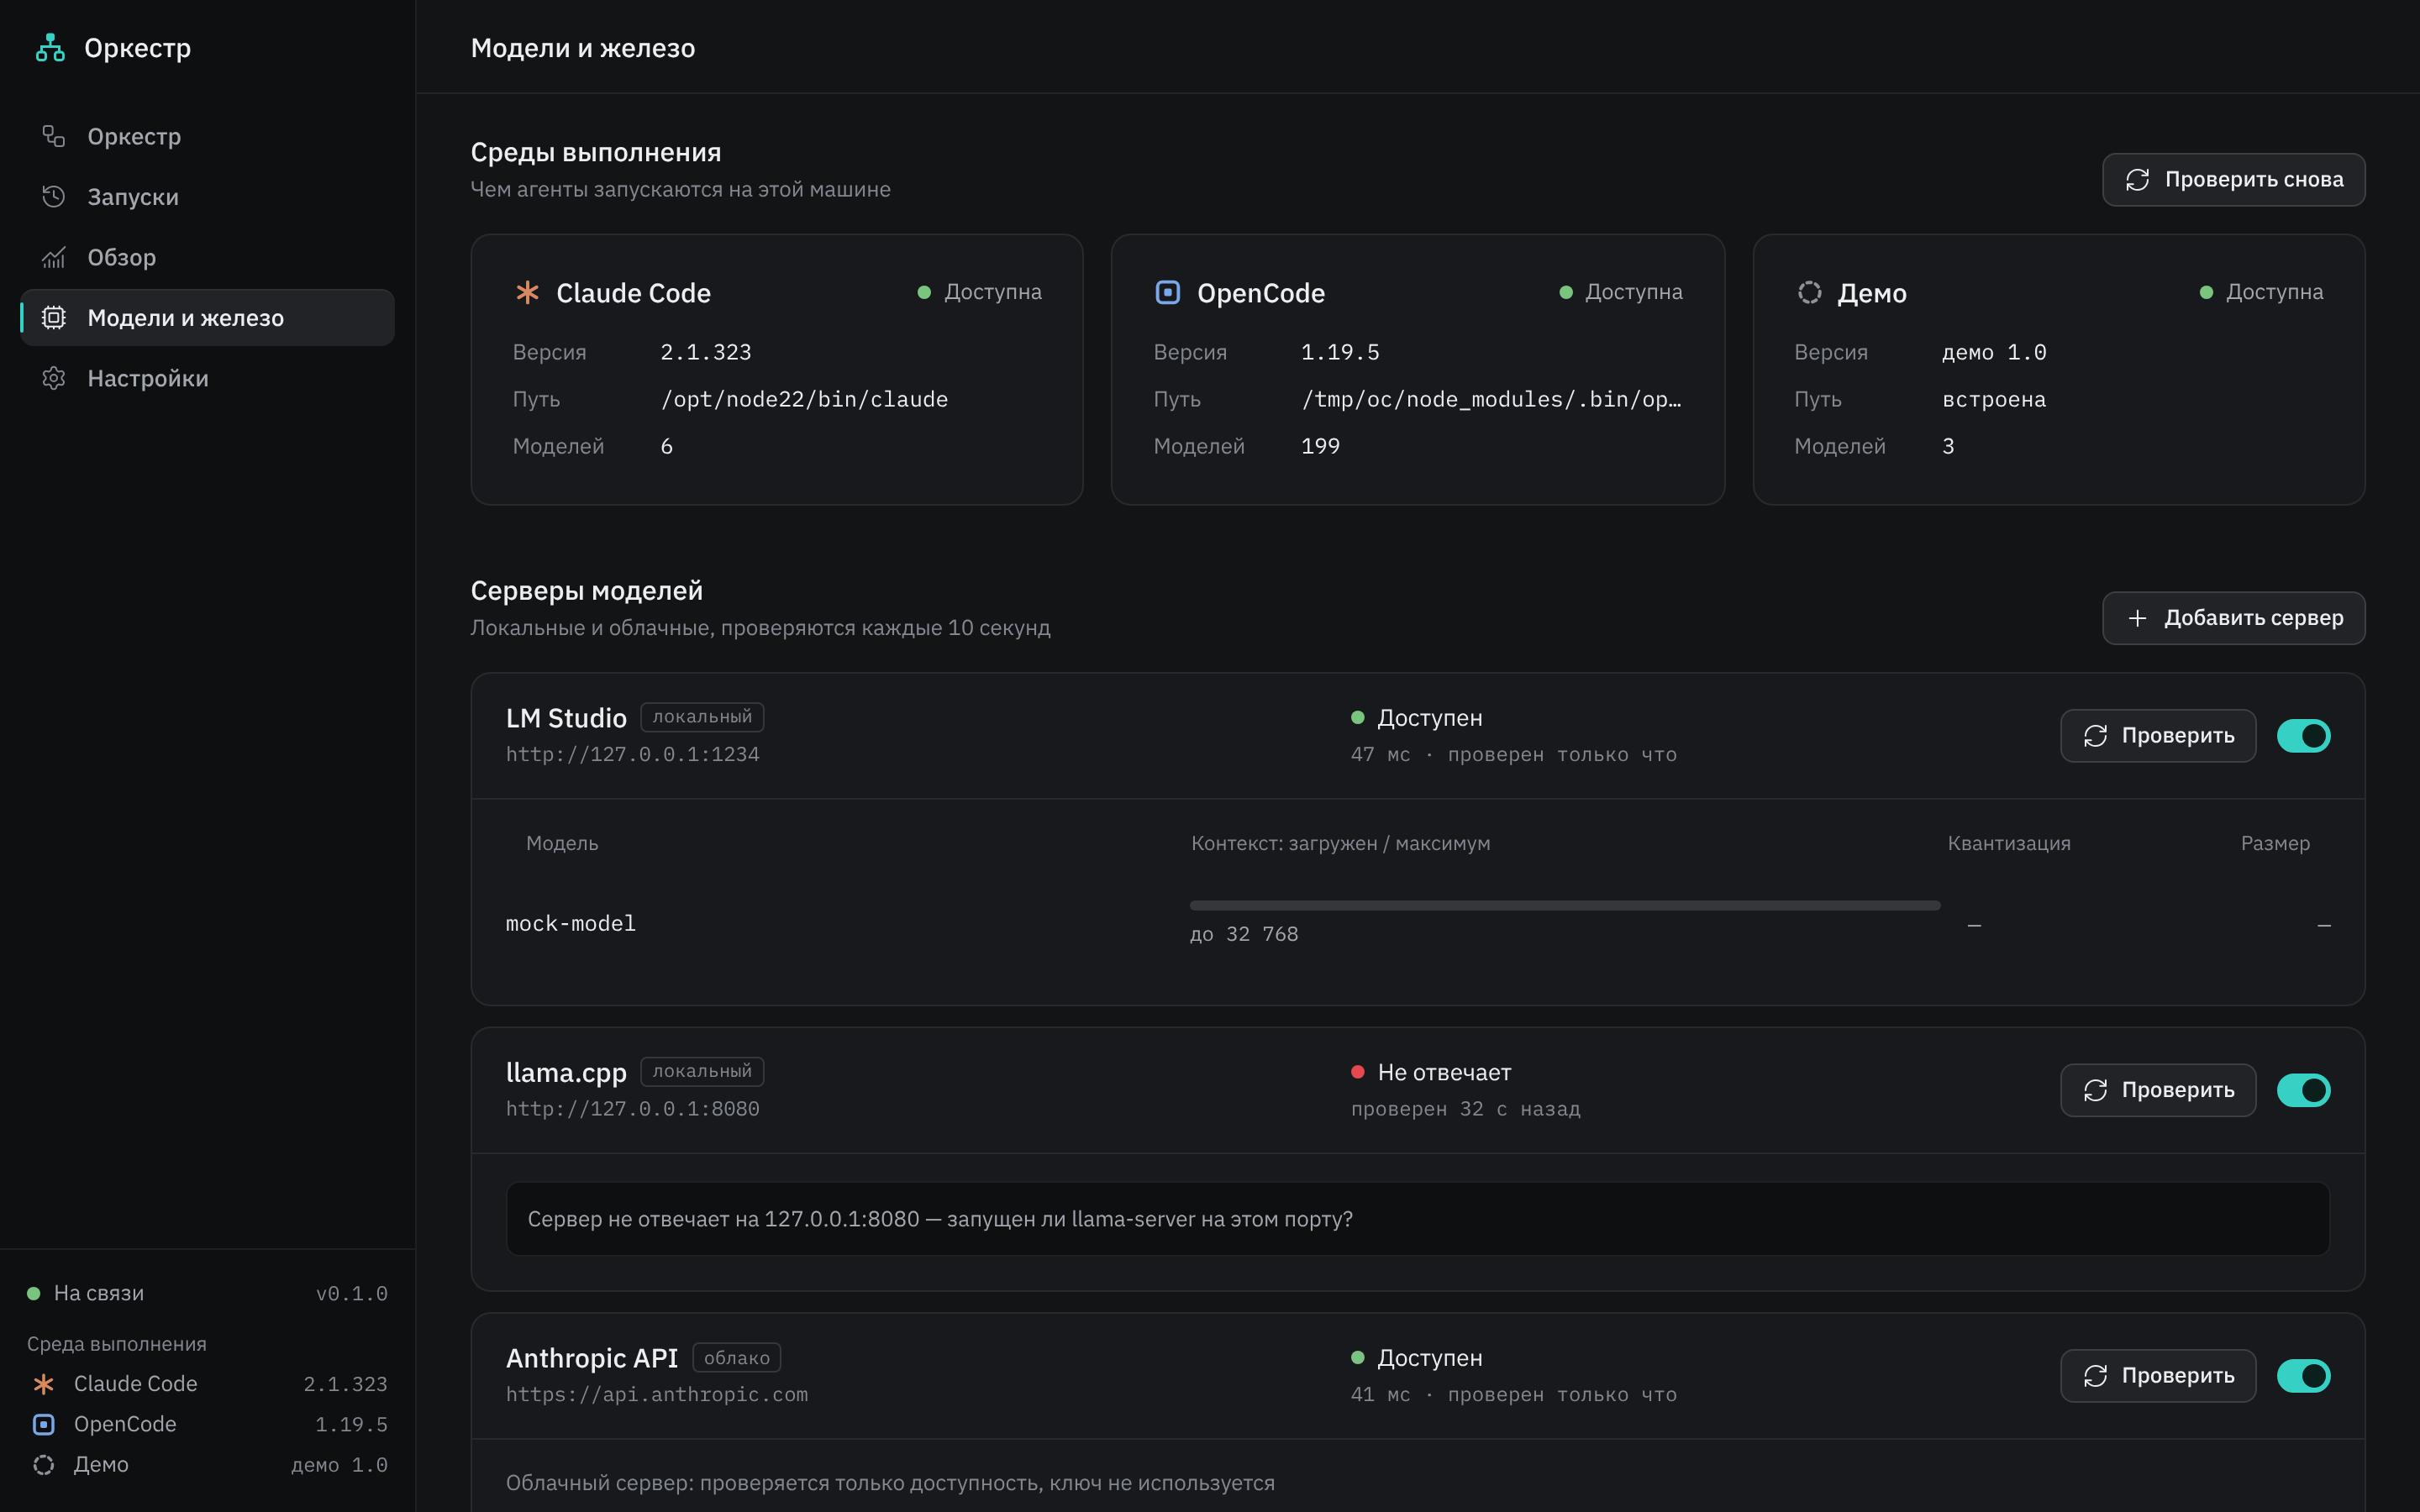 Оркестр
Оркестр
Запуски
Обзор
Модели и железо
Настройки
На связи v0.1.0
Среда выполнения
Claude Code 2.1.323
OpenCode 1.19.5
Демо демо 1.0
Модели и железо
Среды выполнения
Чем агенты запускаются на этой машине
Проверить снова
Claude Code Доступна
Версия 2.1.323
Путь /opt/node22/bin/claude
Моделей 6
OpenCode Доступна
Версия 1.19.5
Путь /tmp/oc/node_modules/.bin/op…
Моделей 199
Демо Доступна
Версия демо 1.0
Путь встроена
Моделей 3
Серверы моделей
Локальные и облачные, проверяются каждые 10 секунд
Добавить сервер
LM Studio локальный
http://127.0.0.1:1234
Доступен
47 мс · проверен только что
Проверить
Модель Контекст: загружен / максимум Квантизация Размер
mock-model до 32 768 — —
llama.cpp локальный
http://127.0.0.1:8080
Не отвечает
проверен 32 с назад
Проверить
Сервер не отвечает на 127.0.0.1:8080 — запущен ли llama-server на этом порту?
Anthropic API облако
https://api.anthropic.com
Доступен
41 мс · проверен только что
Проверить
Облачный сервер: проверяется только доступность, ключ не используется